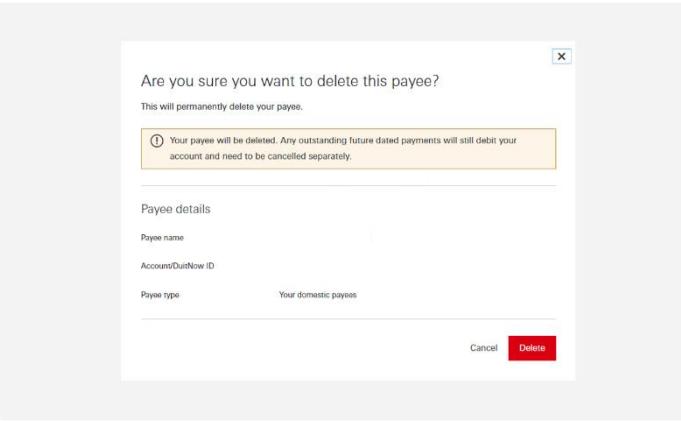 Are you sure you want to delete this payee?
This will permanently delete your payee.
Your payee will be deleted. Any outstanding future dated payments will still debit your
account and need to be cancelled separately.
Payee details
Payee name
Account/DuitNow ID
Payee type Your domestic payees
Cancel Delete